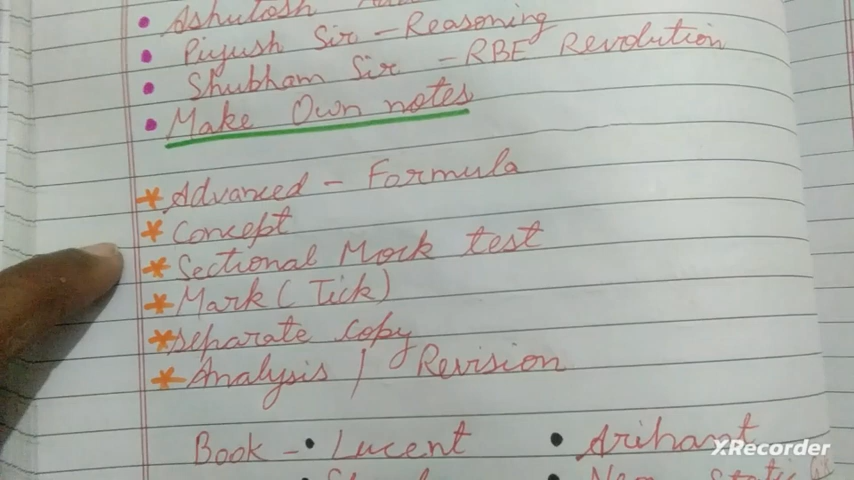 • Ashutosh
• Piyush Sir - Reasoning
• Shubham Sir - RBE Revolution
• Make Own notes
* Advanced - Formula
* Concept
* Sectional Mock test
* Mark (Tick)
* Separate copy
* Analysis / Revision
Book - • Lucent • Arihant
XRecorder